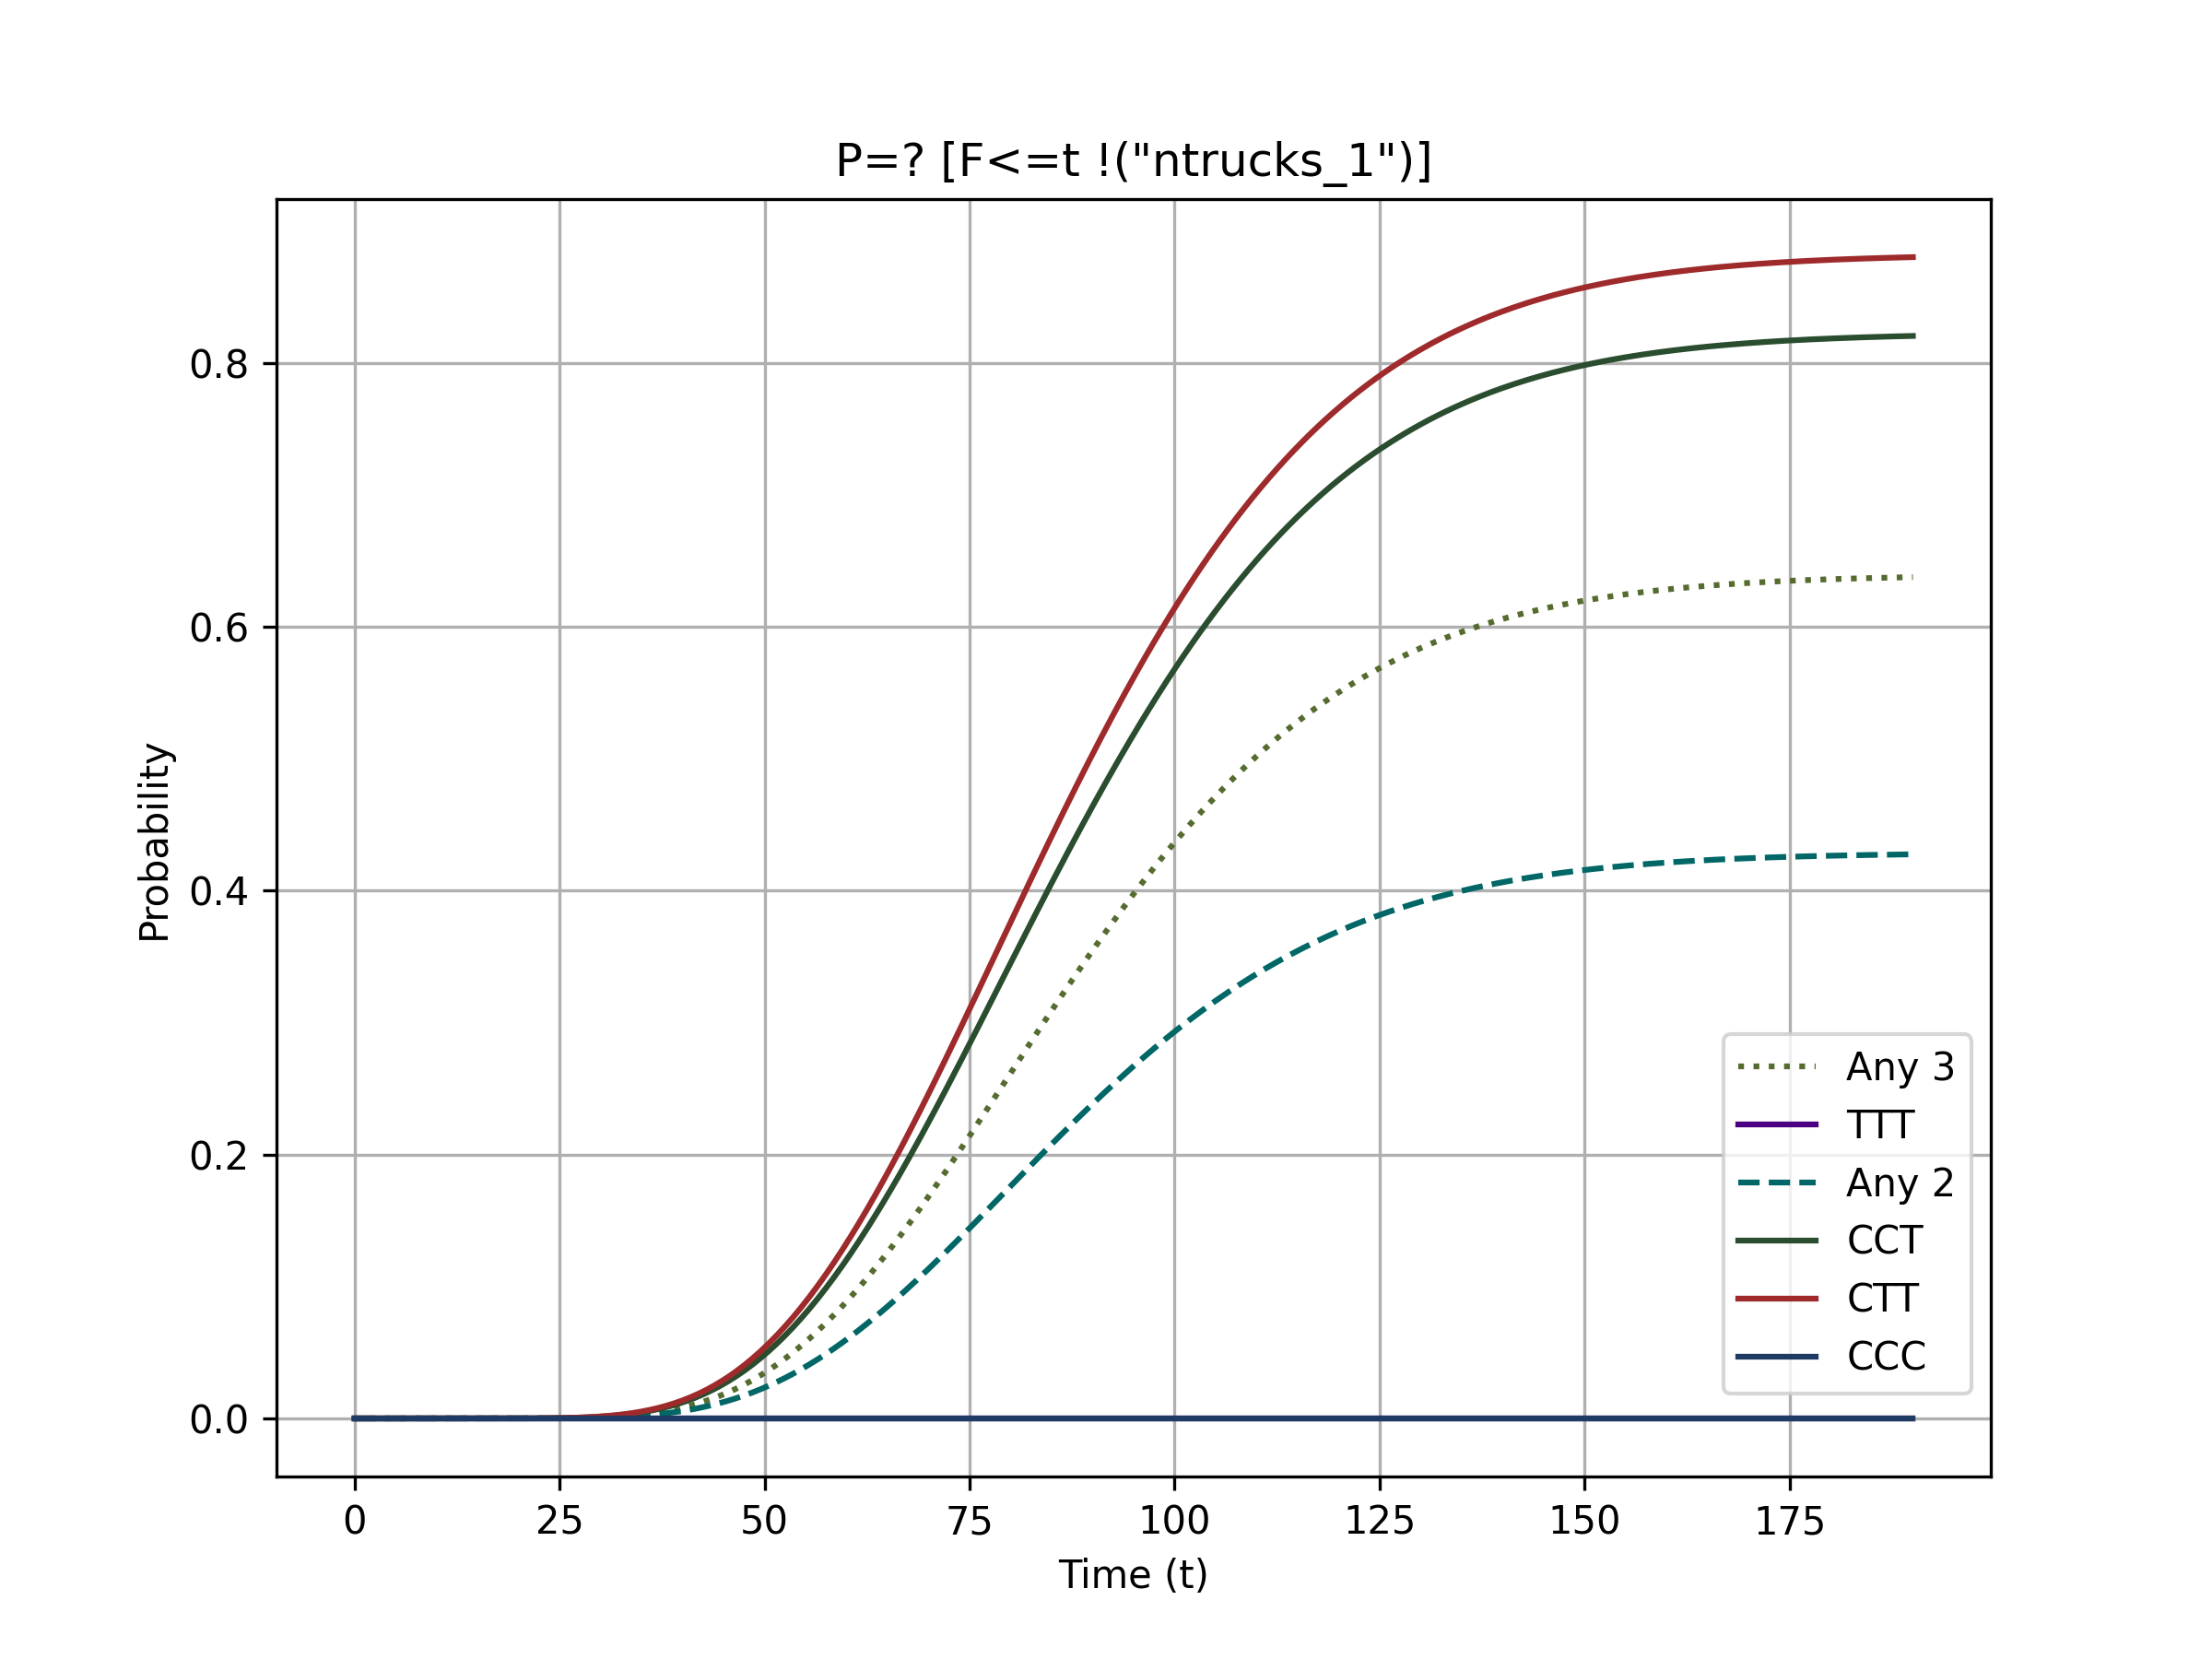 P=? [F<=t !("ntrucks_1")]
Probability
0.8
0.6
0.4
0.2
0.0
0 25 50 75 100 125 150 175
Time (t)
Any 3
TTT
Any 2
CCT
CTT
CCC